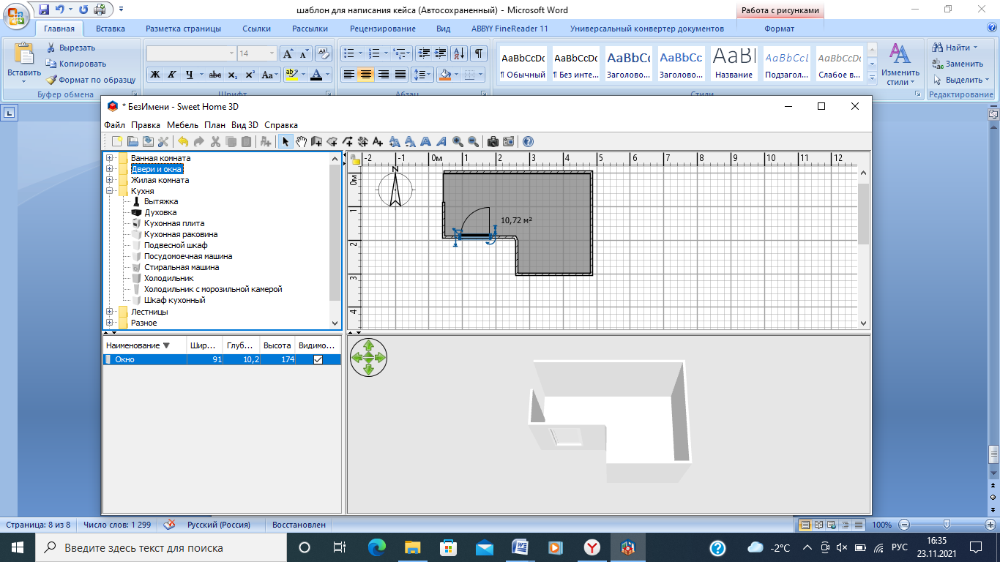 шаблон для написания кейса (Автосохраненный) - Microsoft Word
Работа с рисунками
Главная Вставка Разметка страницы Ссылки Рассылки Рецензирование Вид ABBYY FineReader 11 Универсальный конвертер документов Формат
Вставить
Вырезать
Копировать
Формат по образцу
Буфер обмена
14
Шрифт
Абзац
AaBbCcDc AaBbCcDc AaBbCc AaBbCc AaBl AaBbCcL AaBbCcDc
¶ Обычный ¶ Без инте... Заголово... Заголово... Название Подзагол... Слабое в...
Изменить стили
Стили
Найти
Заменить
Выделить
Редактирование
* БезИмени - Sweet Home 3D
Файл Правка Мебель План Вид 3D Справка
Ванная комната
Двери и окна
Жилая комната
Кухня
Вытяжка
Духовка
Кухонная плита
Кухонная раковина
Подвесной шкаф
Посудомоечная машина
Стиральная машина
Холодильник
Холодильник с морозильной камерой
Шкаф кухонный
Лестницы
Разное
-2 -1 0м 1 2 3 4 5 6 7 8 9 10 11 12
0м
1
2
3
4
N
10,72 м²
Наименование Шир... Глуб... Высота Видимо...
Окно 91 10,2 174
Страница: 8 из 8 Число слов: 1 299 Русский (Россия) Восстановлен 100%
Введите здесь текст для поиска
-2°C
РУС
16:35
23.11.2021